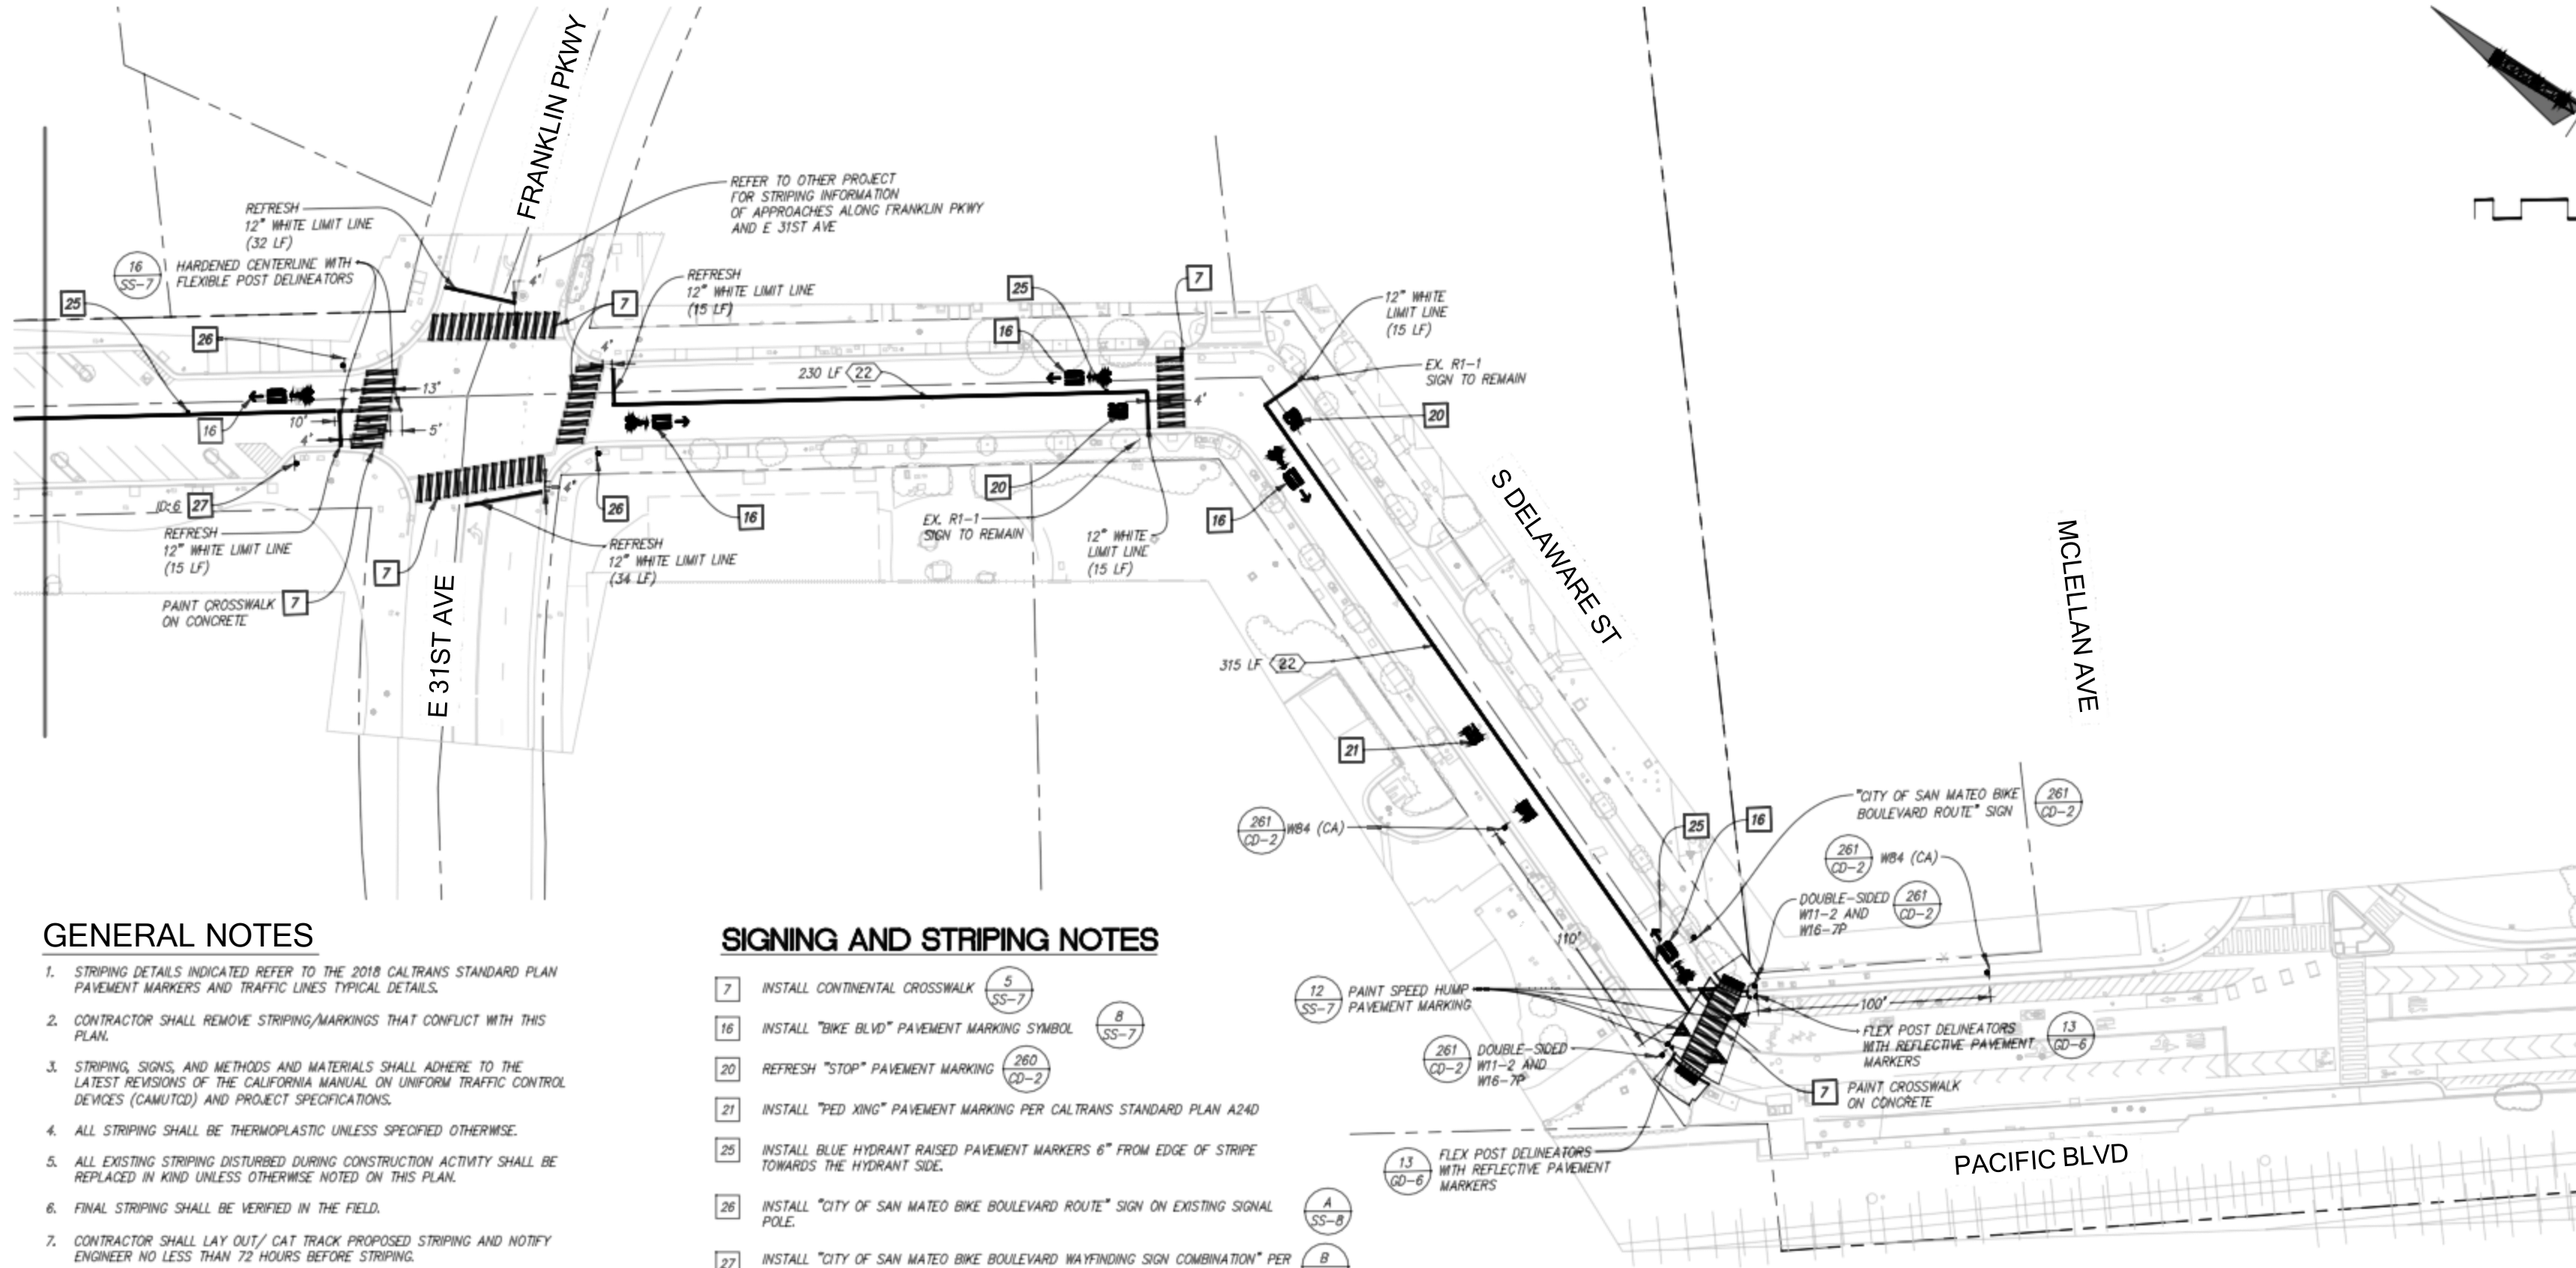 FRANKLIN PKWY
REFER TO OTHER PROJECT
FOR STRIPING INFORMATION
OF APPROACHES ALONG FRANKLIN PKWY
AND E 31ST AVE
REFRESH
12" WHITE LIMIT LINE
(32 LF)
16
SS-7
HARDENED CENTERLINE WITH
FLEXIBLE POST DELINEATORS
25
26
4'
7
REFRESH
12" WHITE LIMIT LINE
(15 LF)
4'
13'
16
10'
4'
5'
230 LF 22
25
16
7
4'
12" WHITE
LIMIT LINE
(15 LF)
EX. R1-1
SIGN TO REMAIN
20
ID:6 27
REFRESH
12" WHITE LIMIT LINE
(15 LF)
7
PAINT CROSSWALK 7
ON CONCRETE
4'
26
REFRESH
12" WHITE LIMIT LINE
(34 LF)
16
20
EX. R1-1
SIGN TO REMAIN
12" WHITE
LIMIT LINE
(15 LF)
16
E 31ST AVE
S DELAWARE ST
MCLELLAN AVE
315 LF 22
21
261
CD-2
W84 (CA)
110'
25
16
"CITY OF SAN MATEO BIKE
BOULEVARD ROUTE" SIGN
261
CD-2
261
CD-2
W84 (CA)
DOUBLE-SIDED
W11-2 AND
W16-7P
261
CD-2
100'
12
SS-7
PAINT SPEED HUMP
PAVEMENT MARKING
261
CD-2
DOUBLE-SIDED
W11-2 AND
W16-7P
FLEX POST DELINEATORS
WITH REFLECTIVE PAVEMENT
MARKERS
13
GD-6
7 PAINT CROSSWALK
ON CONCRETE
13
GD-6
FLEX POST DELINEATORS
WITH REFLECTIVE PAVEMENT
MARKERS
PACIFIC BLVD
GENERAL NOTES
1. STRIPING DETAILS INDICATED REFER TO THE 2018 CALTRANS STANDARD PLAN
PAVEMENT MARKERS AND TRAFFIC LINES TYPICAL DETAILS.
2. CONTRACTOR SHALL REMOVE STRIPING/MARKINGS THAT CONFLICT WITH THIS
PLAN.
3. STRIPING, SIGNS, AND METHODS AND MATERIALS SHALL ADHERE TO THE
LATEST REVISIONS OF THE CALIFORNIA MANUAL ON UNIFORM TRAFFIC CONTROL
DEVICES (CAMUTCD) AND PROJECT SPECIFICATIONS.
4. ALL STRIPING SHALL BE THERMOPLASTIC UNLESS SPECIFIED OTHERWISE.
5. ALL EXISTING STRIPING DISTURBED DURING CONSTRUCTION ACTIVITY SHALL BE
REPLACED IN KIND UNLESS OTHERWISE NOTED ON THIS PLAN.
6. FINAL STRIPING SHALL BE VERIFIED IN THE FIELD.
7. CONTRACTOR SHALL LAY OUT/ CAT TRACK PROPOSED STRIPING AND NOTIFY
ENGINEER NO LESS THAN 72 HOURS BEFORE STRIPING.
SIGNING AND STRIPING NOTES
7 INSTALL CONTINENTAL CROSSWALK
5
SS-7
16 INSTALL "BIKE BLVD" PAVEMENT MARKING SYMBOL
8
SS-7
20 REFRESH "STOP" PAVEMENT MARKING
260
CD-2
21 INSTALL "PED XING" PAVEMENT MARKING PER CALTRANS STANDARD PLAN A24D
25 INSTALL BLUE HYDRANT RAISED PAVEMENT MARKERS 6" FROM EDGE OF STRIPE
TOWARDS THE HYDRANT SIDE.
26 INSTALL "CITY OF SAN MATEO BIKE BOULEVARD ROUTE" SIGN ON EXISTING SIGNAL
POLE.
A
SS-8
27 INSTALL "CITY OF SAN MATEO BIKE BOULEVARD WAYFINDING SIGN COMBINATION" PER
B